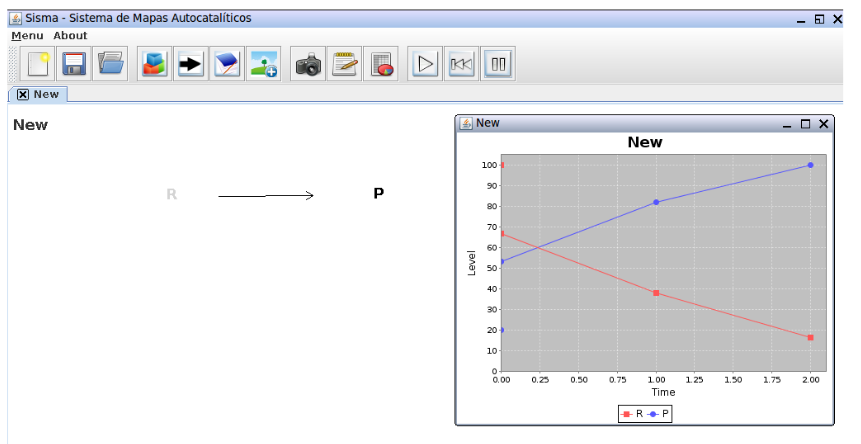 Sisma - Sistema de Mapas Autocatalíticos
Menu About
New
New
R P
New
New
Level
100
90
80
70
60
50
40
30
20
10
0
0.00 0.25 0.50 0.75 1.00 1.25 1.50 1.75 2.00
Time
R P